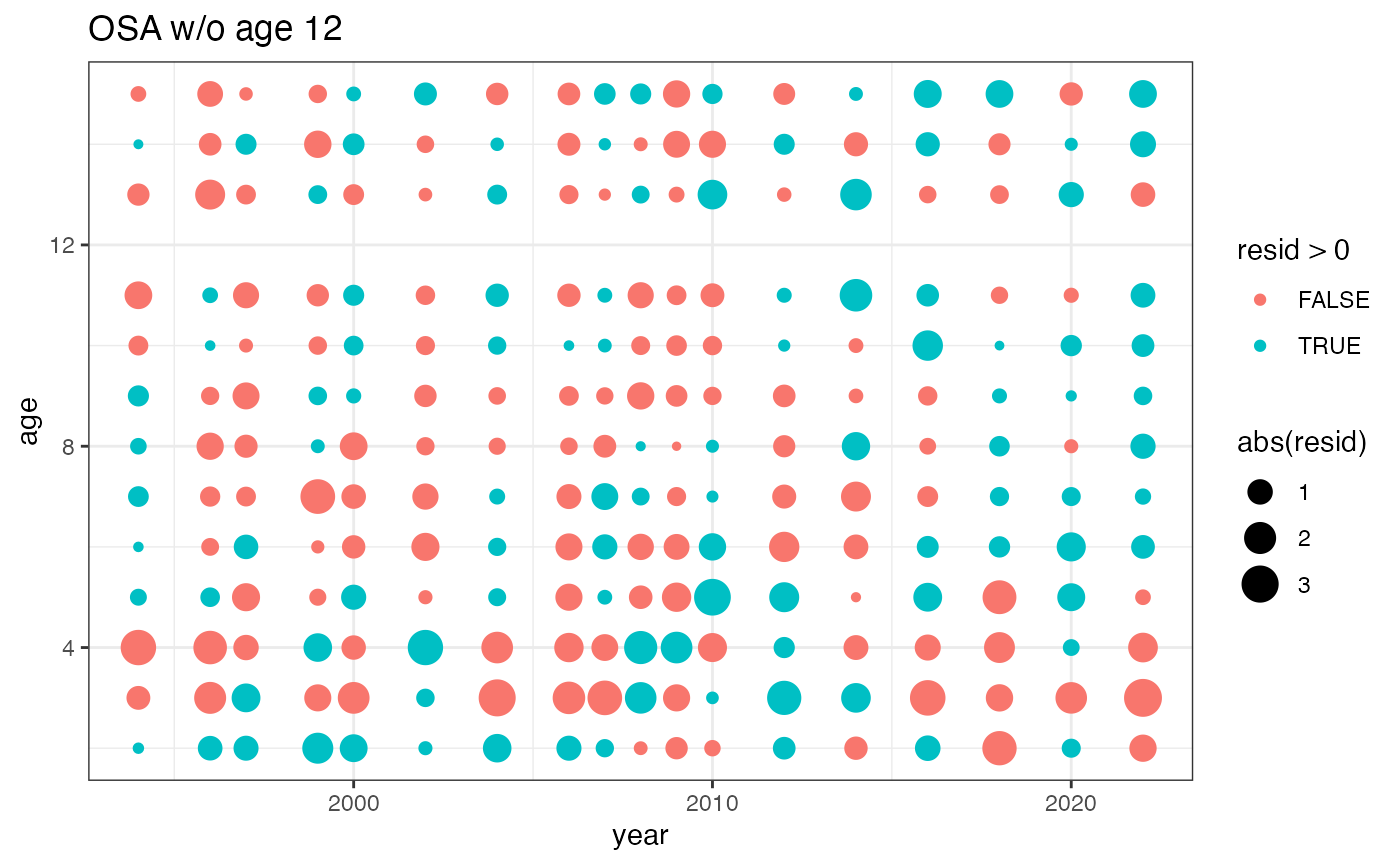 OSA w/o age 12
12
8
4
age
2000
2010
2020
year
resid > 0
FALSE
TRUE
abs(resid)
1
2
3